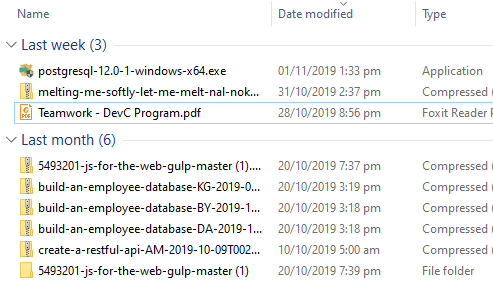 Name Date modified Type
Last week (3)
postgresql-12.0-1-windows-x64.exe 01/11/2019 1:33 pm Application
melting-me-softly-let-me-melt-nal-nok... 31/10/2019 2:37 pm Compressed (
Teamwork - DevC Program.pdf 28/10/2019 8:56 pm Foxit Reader P
Last month (6)
5493201-js-for-the-web-gulp-master (1).... 20/10/2019 7:37 pm Compressed (
build-an-employee-database-KG-2019-0... 20/10/2019 3:19 pm Compressed (
build-an-employee-database-BY-2019-1... 20/10/2019 3:18 pm Compressed (
build-an-employee-database-DA-2019-1... 20/10/2019 3:18 pm Compressed (
create-a-restful-api-AM-2019-10-09T002... 10/10/2019 5:00 am Compressed (
5493201-js-for-the-web-gulp-master (1) 20/10/2019 7:39 pm File folder